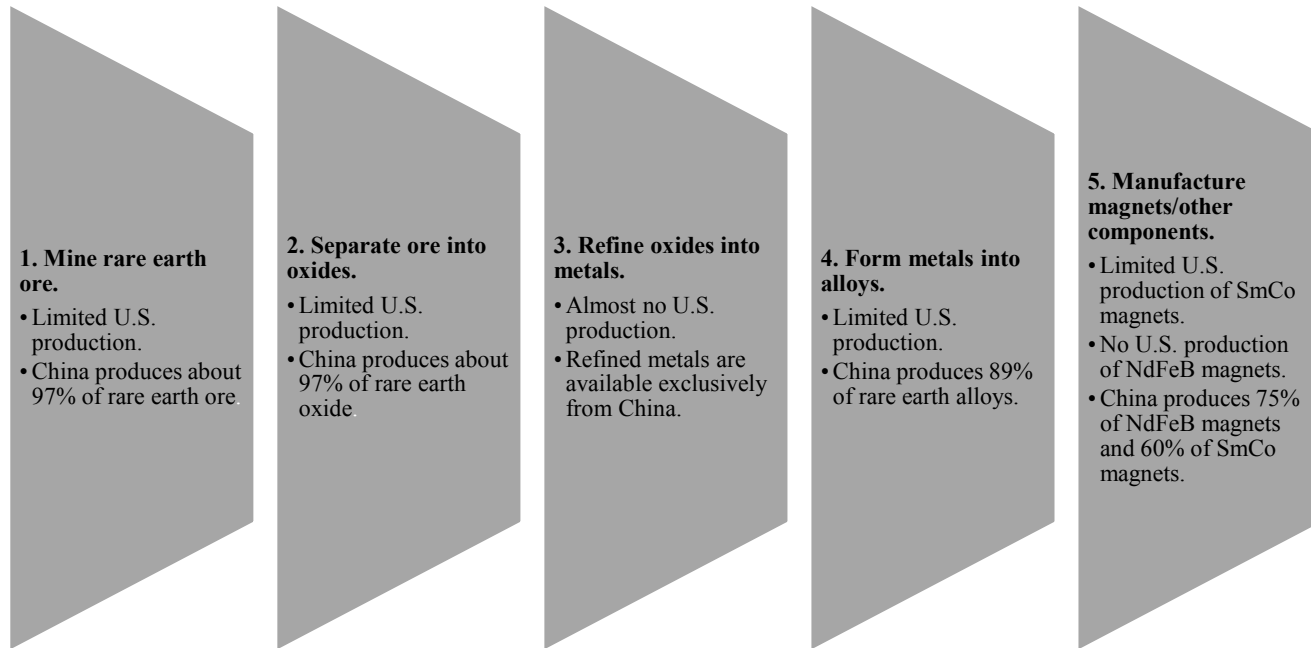 1. Mine rare earth
ore.
• Limited U.S.
production.
• China produces about
97% of rare earth ore.
2. Separate ore into
oxides.
• Limited U.S.
production.
• China produces about
97% of rare earth
oxide.
3. Refine oxides into
metals.
• Almost no U.S.
production.
• Refined metals are
available exclusively
from China.
4. Form metals into
alloys.
• Limited U.S.
production.
• China produces 89%
of rare earth alloys.
5. Manufacture
magnets/other
components.
• Limited U.S.
production of SmCo
magnets.
• No U.S. production
of NdFeB magnets.
• China produces 75%
of NdFeB magnets
and 60% of SmCo
magnets.